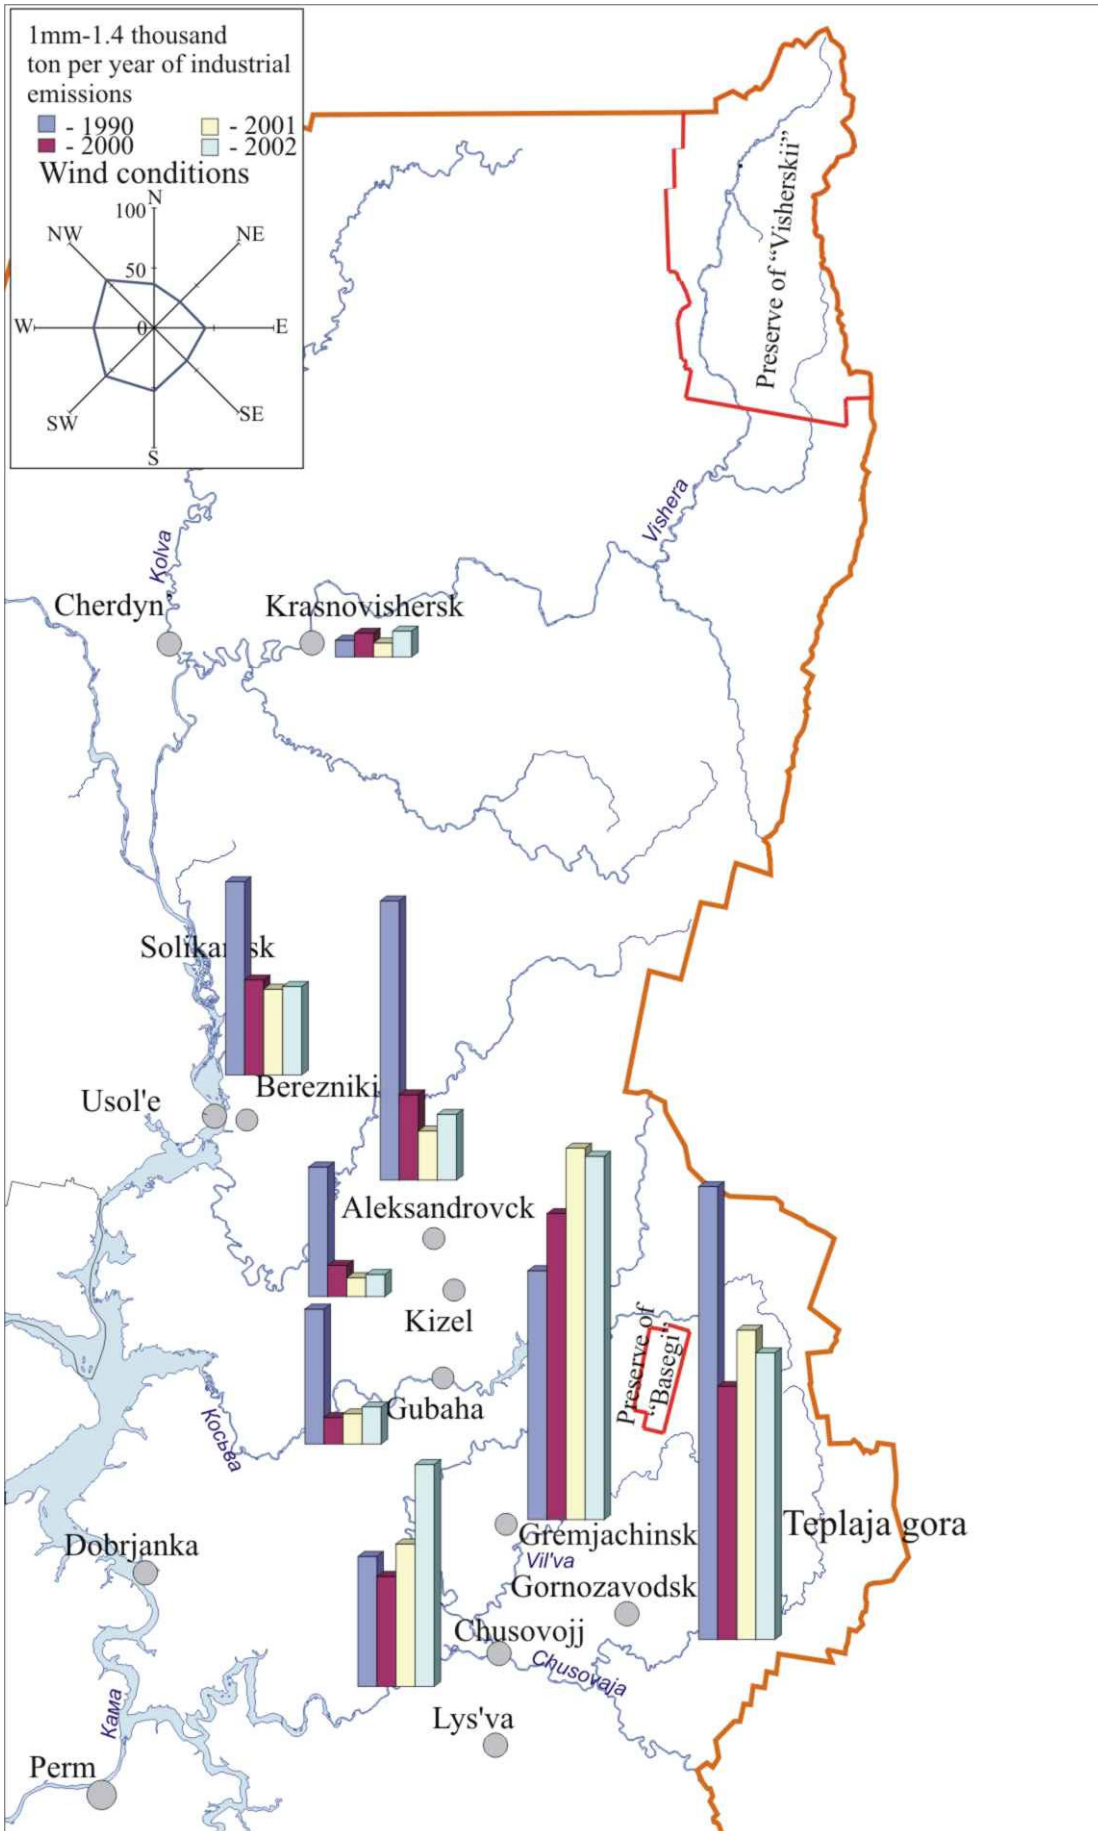 1mm-1.4 thousand
ton per year of industrial
emissions
- 1990
- 2001
- 2000
- 2002
Wind conditions
N
100
NW
NE
50
W
0
E
SW
SE
S
Preserve of “Visherskii”
Vishera
Kolva
Cherdyn'
Krasnovishersk
Solikamsk
Berezniki
Usol'e
Aleksandrovck
Kizel
Preserve of
“Basegi”
Gubaha
Косьва
Teplaja gora
Gremjachinsk
Vil'va
Dobrjanka
Gornozavodsk
Chusovojj
Chusovaja
Кама
Lys'va
Perm